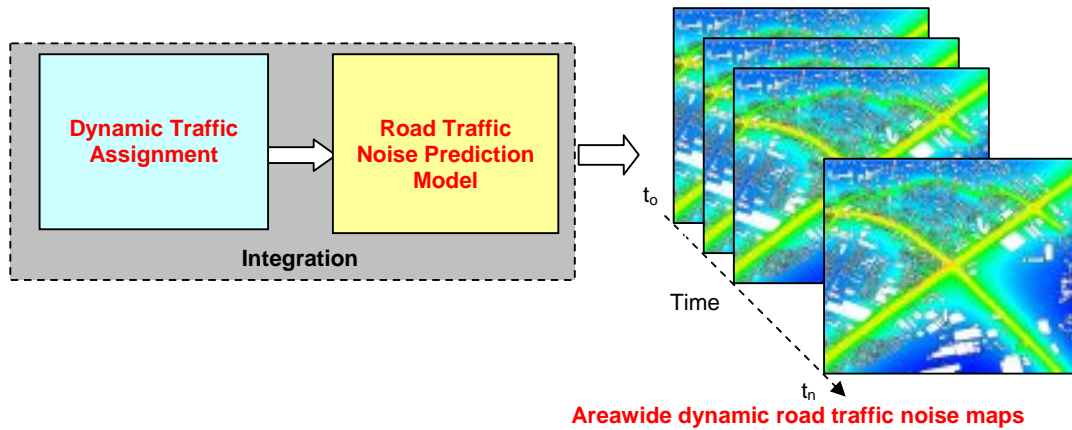 Dynamic Traffic
Assignment
Road Traffic
Noise Prediction
Model
Integration
to
Time
tn
Areawide dynamic road traffic noise maps